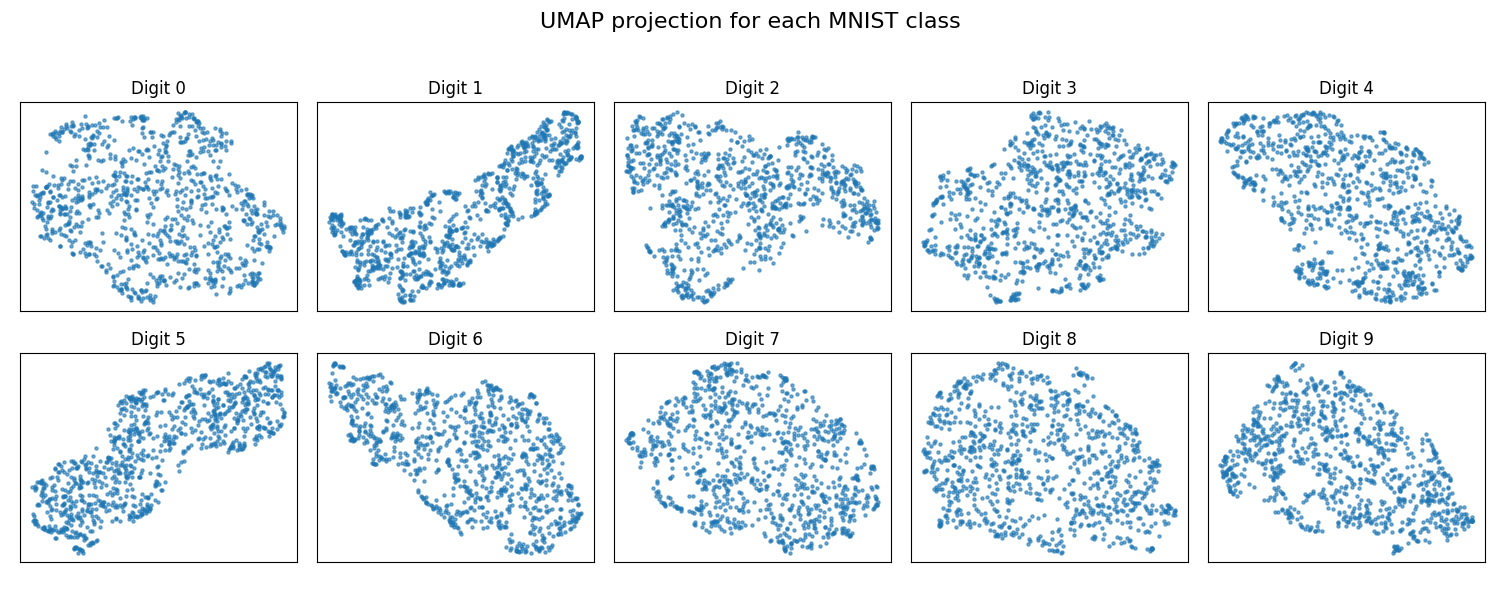 UMAP projection for each MNIST class
Digit 0
Digit 1
Digit 2
Digit 3
Digit 4
Digit 5
Digit 6
Digit 7
Digit 8
Digit 9